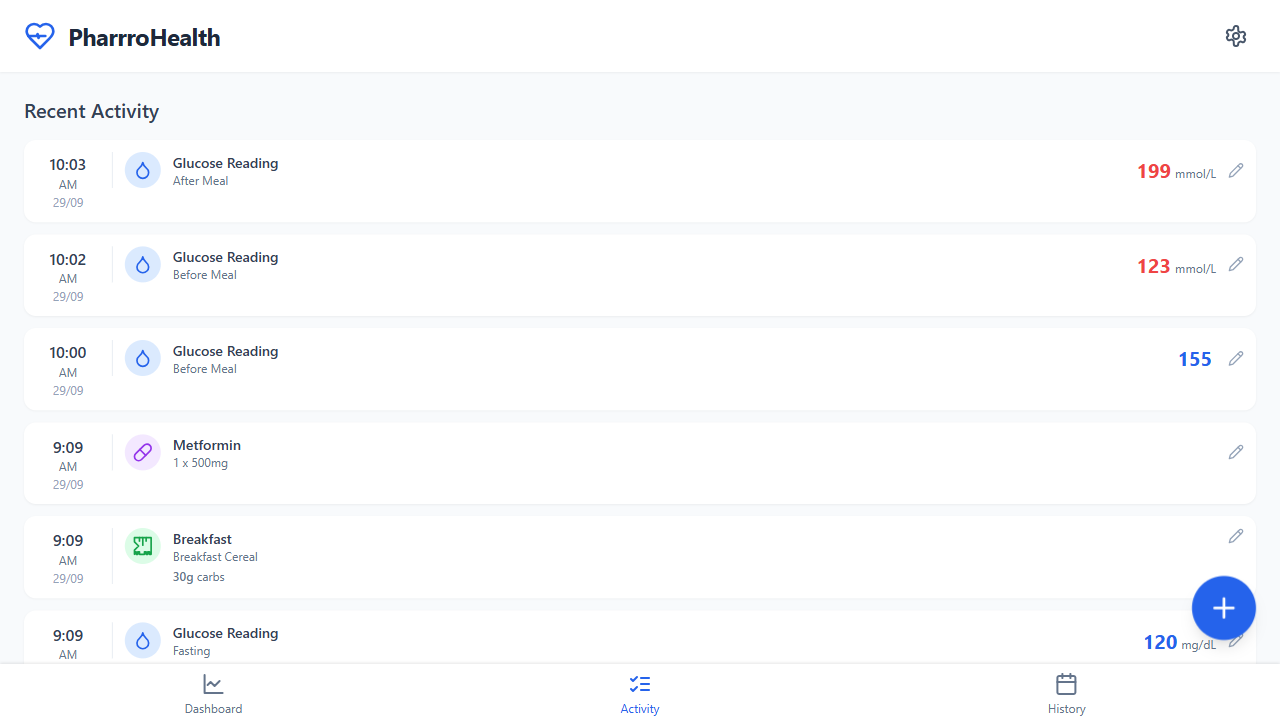 PharrroHealth
Recent Activity
10:03
AM
29/09
Glucose Reading
After Meal
199 mmol/L
10:02
AM
29/09
Glucose Reading
Before Meal
123 mmol/L
10:00
AM
29/09
Glucose Reading
Before Meal
155
9:09
AM
29/09
Metformin
1 x 500mg
9:09
AM
29/09
Breakfast
Breakfast Cereal
30g carbs
9:09
AM
Glucose Reading
Fasting
120 mg/dL
Dashboard
Activity
History